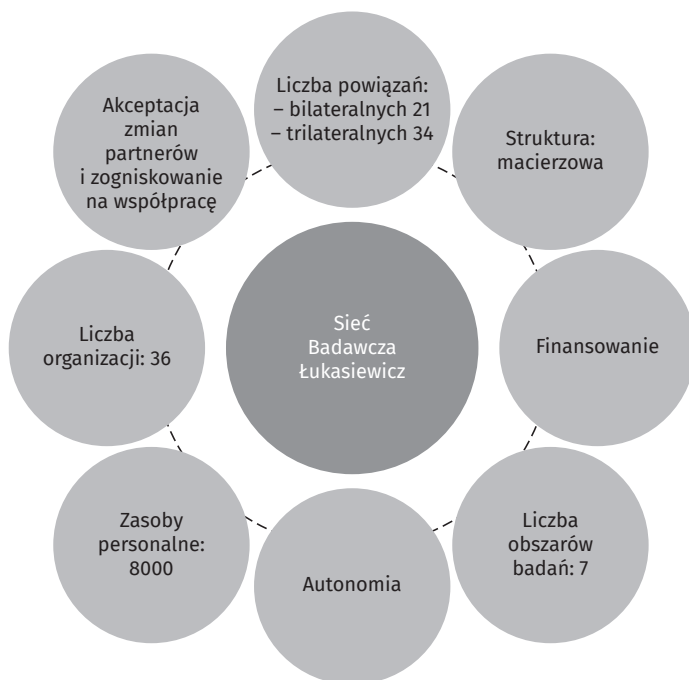 Liczba powiązań:
– bilateralnych 21
– trilateralnych 34
Struktura:
macierzowa
Finansowanie
Liczba
obszarów
badań: 7
Autonomia
Zasoby
personalne:
8000
Liczba
organizacji: 36
Akceptacja
zmian
partnerów
i zogniskowanie
na współpracę
Sieć
Badawcza
Łukasiewicz